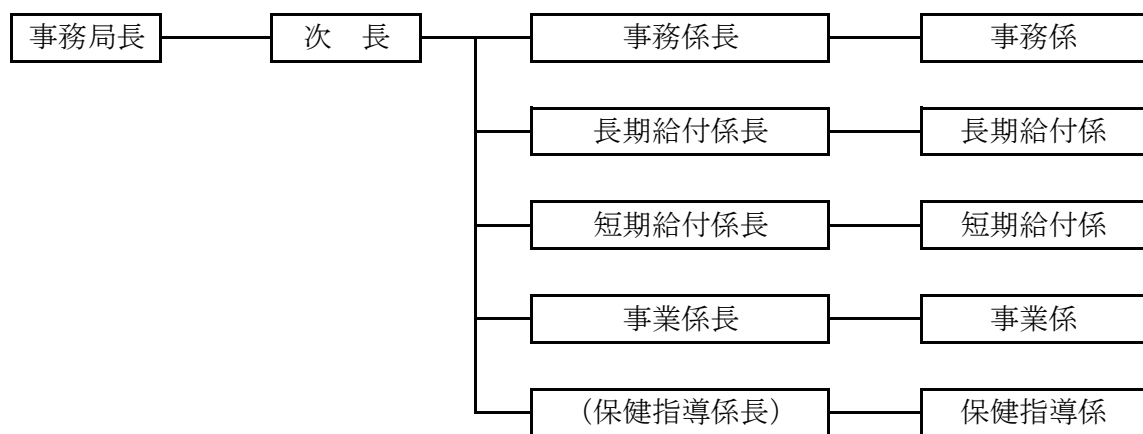 事務局長 次　長 事務係長 事務係
長期給付係長 長期給付係
短期給付係長 短期給付係
事業係長 事業係
(保健指導係長) 保健指導係